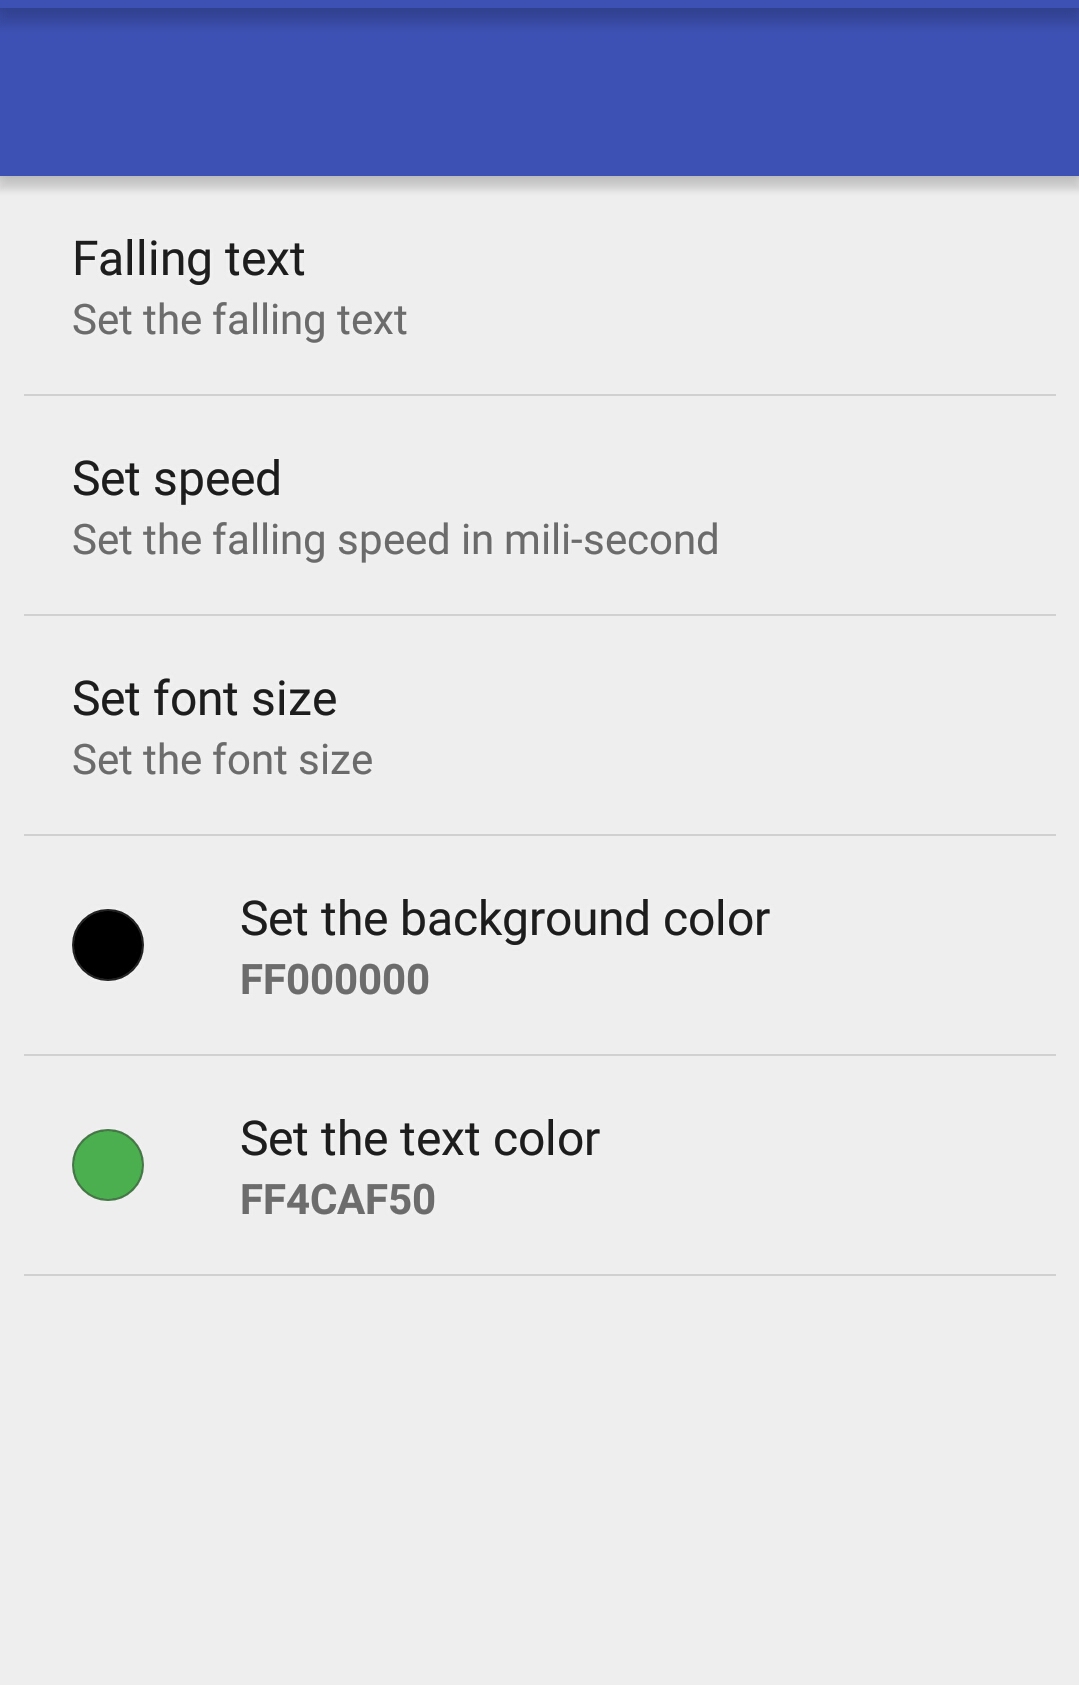 Falling text
Set the falling text
Set speed
Set the falling speed in mili-second
Set font size
Set the font size
Set the background color
FF000000
Set the text color
FF4CAF50